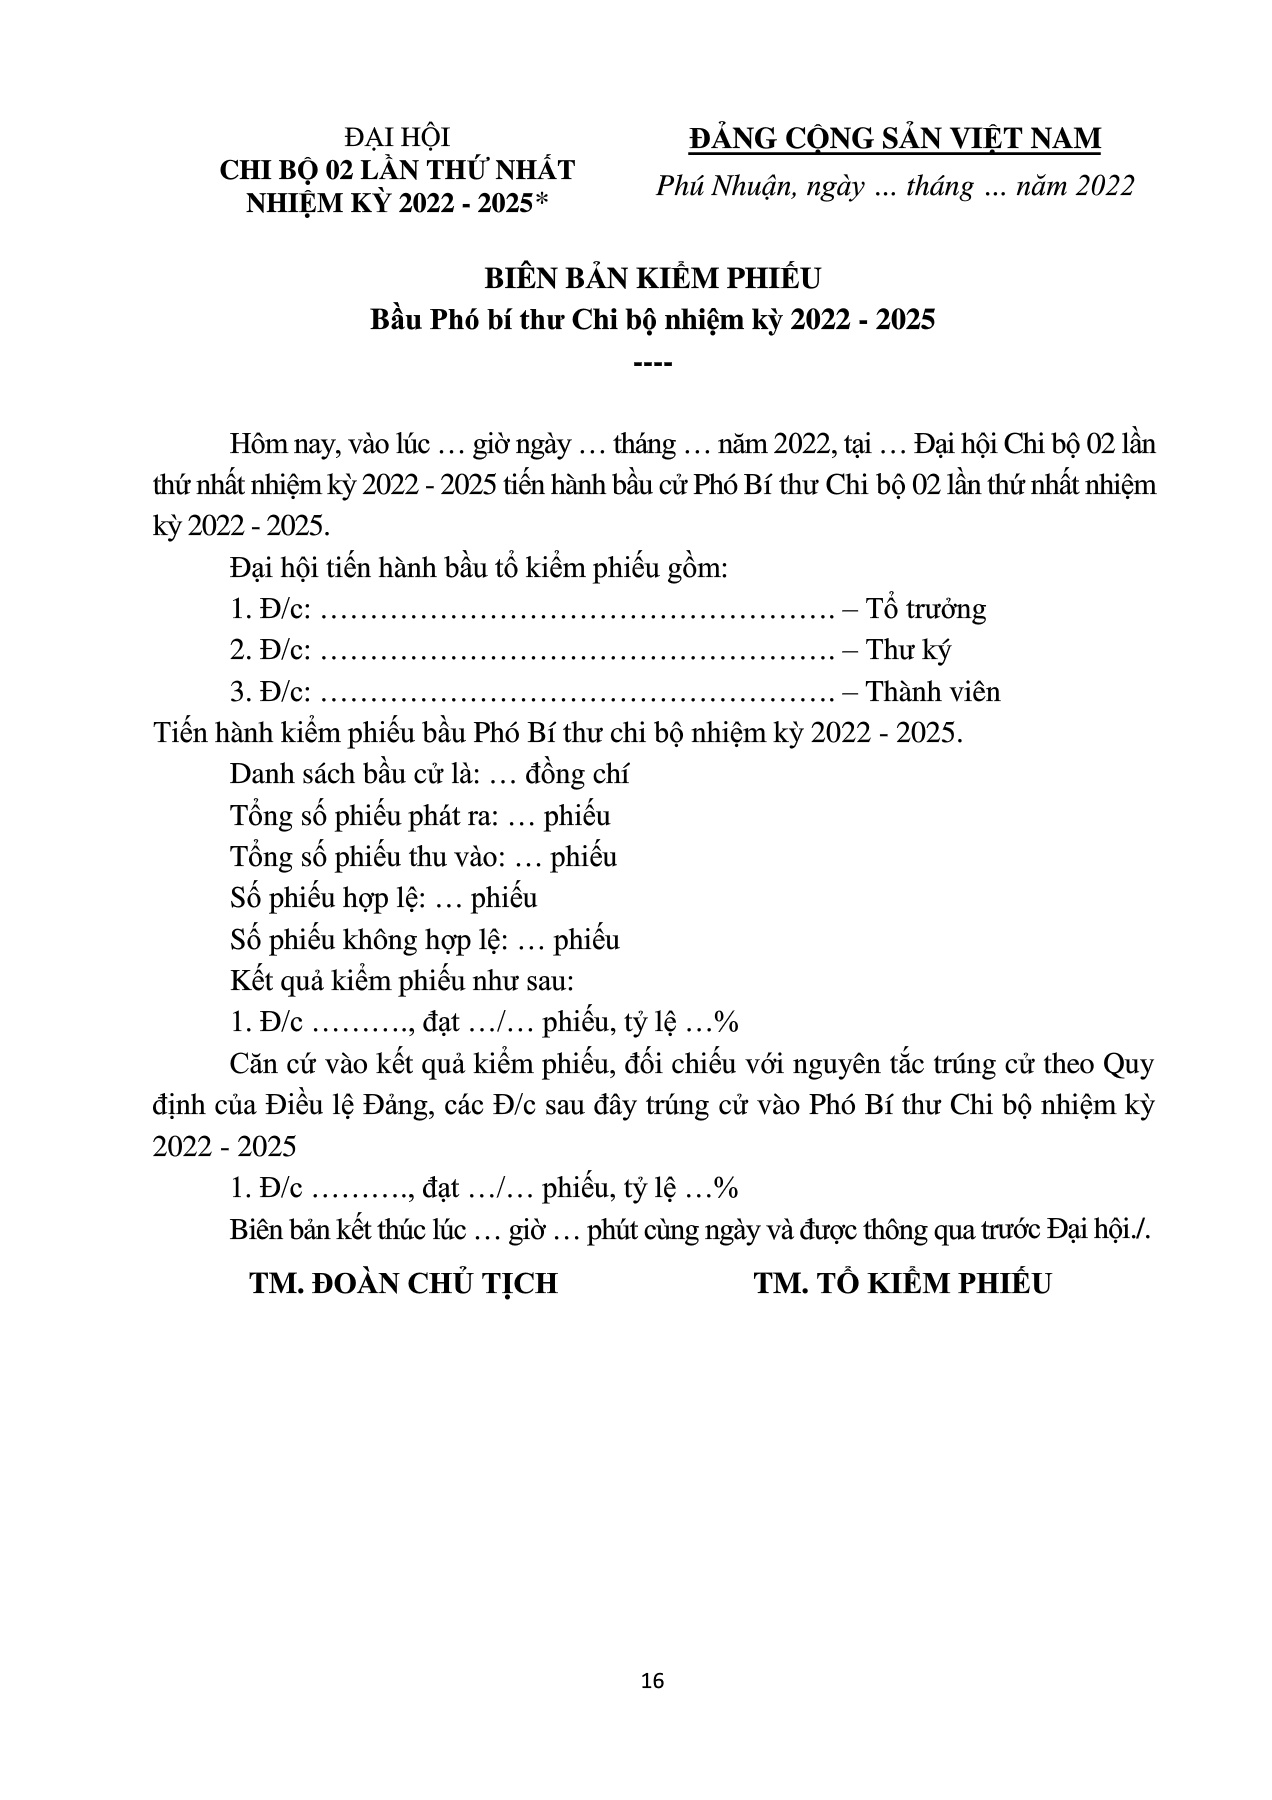 ĐẠI HỘI
CHI BỘ 02 LẦN THỨ NHẤT
NHIỆM KỲ 2022 - 2025*
ĐẢNG CỘNG SẢN VIỆT NAM
Phú Nhuận, ngày ... tháng ... năm 2022
BIÊN BẢN KIỂM PHIẾU
Bầu Phó bí thư Chi bộ nhiệm kỳ 2022 - 2025
----
Hôm nay, vào lúc … giờ ngày … tháng … năm 2022, tại … Đại hội Chi bộ 02 lần
thứ nhất nhiệm kỳ 2022 - 2025 tiến hành bầu cử Phó Bí thư Chi bộ 02 lần thứ nhất nhiệm
kỳ 2022 - 2025.
Đại hội tiến hành bầu tổ kiểm phiếu gồm:
1. Đ/c: ……………………………………………. – Tổ trưởng
2. Đ/c: ……………………………………………. – Thư ký
3. Đ/c: ……………………………………………. – Thành viên
Tiến hành kiểm phiếu bầu Phó Bí thư chi bộ nhiệm kỳ 2022 - 2025.
Danh sách bầu cử là: … đồng chí
Tổng số phiếu phát ra: … phiếu
Tổng số phiếu thu vào: … phiếu
Số phiếu hợp lệ: … phiếu
Số phiếu không hợp lệ: … phiếu
Kết quả kiểm phiếu như sau:
1. Đ/c ………., đạt …/… phiếu, tỷ lệ …%
Căn cứ vào kết quả kiểm phiếu, đối chiếu với nguyên tắc trúng cử theo Quy
định của Điều lệ Đảng, các Đ/c sau đây trúng cử vào Phó Bí thư Chi bộ nhiệm kỳ
2022 - 2025
1. Đ/c ………., đạt …/… phiếu, tỷ lệ …%
Biên bản kết thúc lúc … giờ … phút cùng ngày và được thông qua trước Đại hội./.
TM. ĐOÀN CHỦ TỊCH
TM. TỔ KIỂM PHIẾU
16